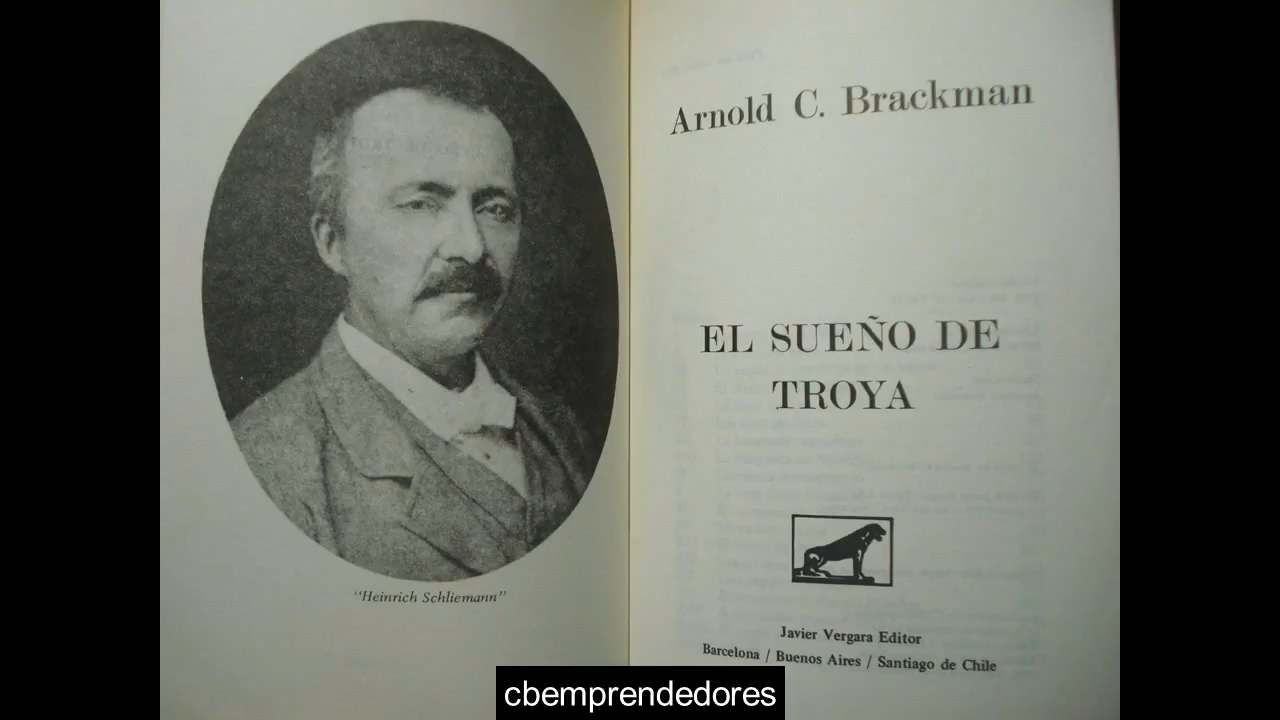 "Heinrich Schliemann"
Arnold C. Brackman
EL SUEÑO DE
TROYA
Javier Vergara Editor
Barcelona / Buenos Aires / Santiago de Chile
cbemprendedores